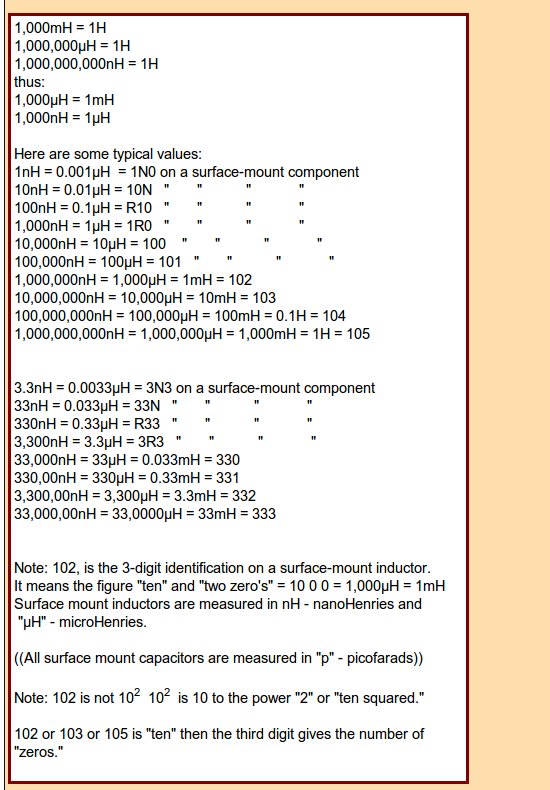 1,000mH = 1H
1,000,000µH = 1H
1,000,000,000nH = 1H
thus:
1,000µH = 1mH
1,000nH = 1µH
Here are some typical values:
1nH = 0.001µH  = 1N0 on a surface-mount component
10nH = 0.01µH = 10N  "  "  "  "
100nH = 0.1µH = R10  "  "  "  "
1,000nH = 1µH = 1R0  "  "  "  "
10,000nH = 10µH = 100  "  "  "  "
100,000nH = 100µH = 101  "  "  "  "
1,000,000nH = 1,000µH = 1mH = 102
10,000,000nH = 10,000µH = 10mH = 103
100,000,000nH = 100,000µH = 100mH = 0.1H = 104
1,000,000,000nH = 1,000,000µH = 1,000mH = 1H = 105
3.3nH = 0.0033µH = 3N3 on a surface-mount component
33nH = 0.033µH = 33N  "  "  "  "
330nH = 0.33µH = R33  "  "  "  "
3,300nH = 3.3µH = 3R3  "  "  "  "
33,000nH = 33µH = 0.033mH = 330
330,00nH = 330µH = 0.33mH = 331
3,300,00nH = 3,300µH = 3.3mH = 332
33,000,00nH = 33,0000µH = 33mH = 333
Note: 102, is the 3-digit identification on a surface-mount inductor.
It means the figure "ten" and "two zero's" = 10 0 0 = 1,000µH = 1mH
Surface mount inductors are measured in nH - nanoHenries and
"µH" - microHenries.
((All surface mount capacitors are measured in "p" - picofarads))
Note: 102 is not 10²  10²  is 10 to the power "2" or "ten squared."
102 or 103 or 105 is "ten" then the third digit gives the number of
"zeros."